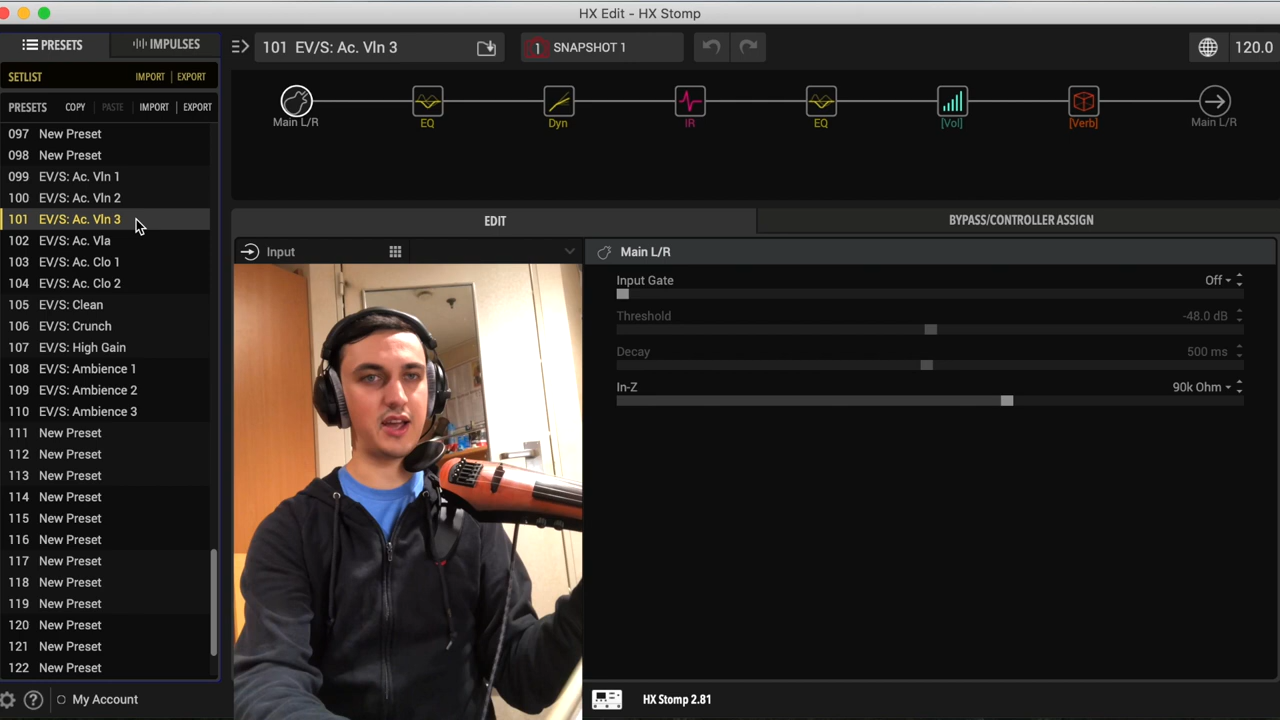 HX Edit - HX Stomp
PRESETS
IMPULSES
101 EV/S: Ac. Vln 3
1 SNAPSHOT 1
120.0
SETLIST IMPORT | EXPORT
PRESETS COPY PASTE IMPORT | EXPORT
097 New Preset
098 New Preset
099 EV/S: Ac. Vln 1
100 EV/S: Ac. Vln 2
101 EV/S: Ac. Vln 3
102 EV/S: Ac. Vla
103 EV/S: Ac. Clo 1
104 EV/S: Ac. Clo 2
105 EV/S: Clean
106 EV/S: Crunch
107 EV/S: High Gain
108 EV/S: Ambience 1
109 EV/S: Ambience 2
110 EV/S: Ambience 3
111 New Preset
112 New Preset
113 New Preset
114 New Preset
115 New Preset
116 New Preset
117 New Preset
118 New Preset
119 New Preset
120 New Preset
121 New Preset
122 New Preset
? My Account
Main L/R EQ Dyn IR EQ [Vol] [Verb] Main L/R
EDIT BYPASS/CONTROLLER ASSIGN
Input
Main L/R
Input Gate Off
Threshold -48.0 dB
Decay 500 ms
In-Z 90k Ohm
HX Stomp 2.81